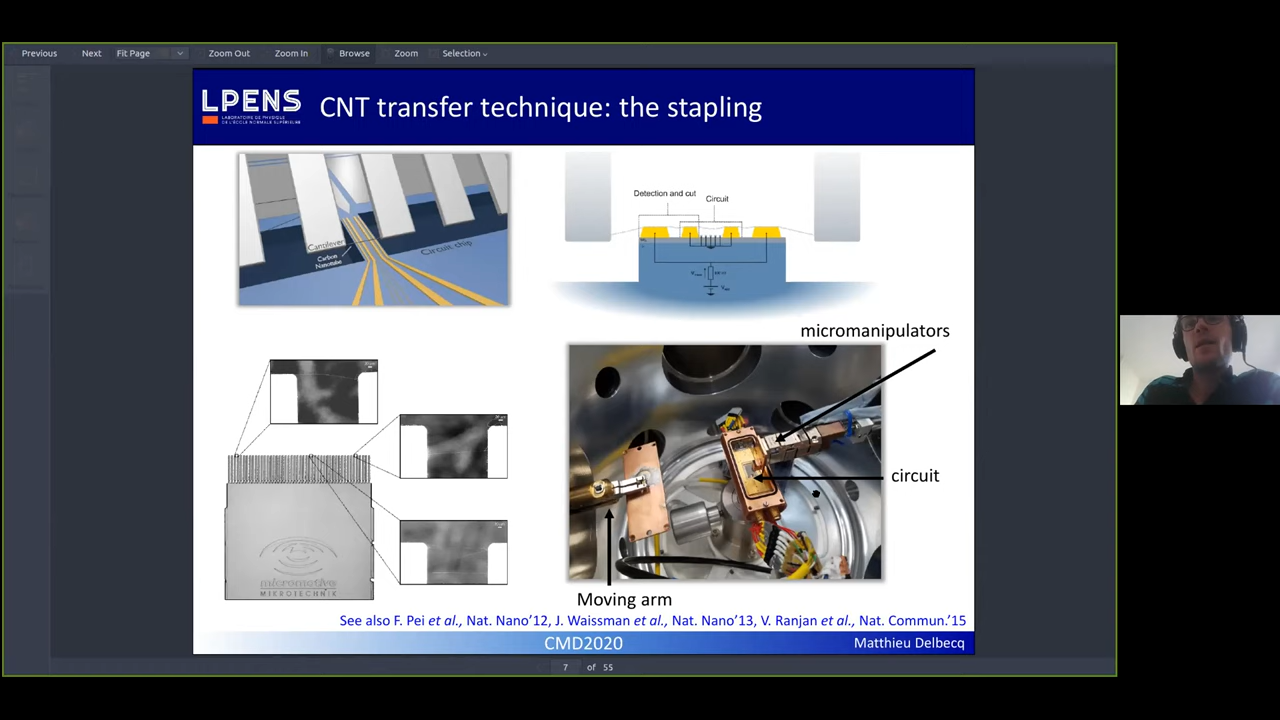 Previous Next Fit Page Zoom Out Zoom In Browse Zoom Selection
LPENS
LABORATOIRE DE PHYSIQUE
DE L'ÉCOLE NORMALE SUPÉRIEURE
CNT transfer technique: the stapling
Cantilever
Carbon
Nanotube
Circuit chip
Detection and cut
Circuit
micromanipulators
circuit
Moving arm
micromotive
MIKROTECHNIK
See also F. Pei et al., Nat. Nano'12, J. Waissman et al., Nat. Nano'13, V. Ranjan et al., Nat. Commun.'15
CMD2020
Matthieu Delbecq
7 of 55